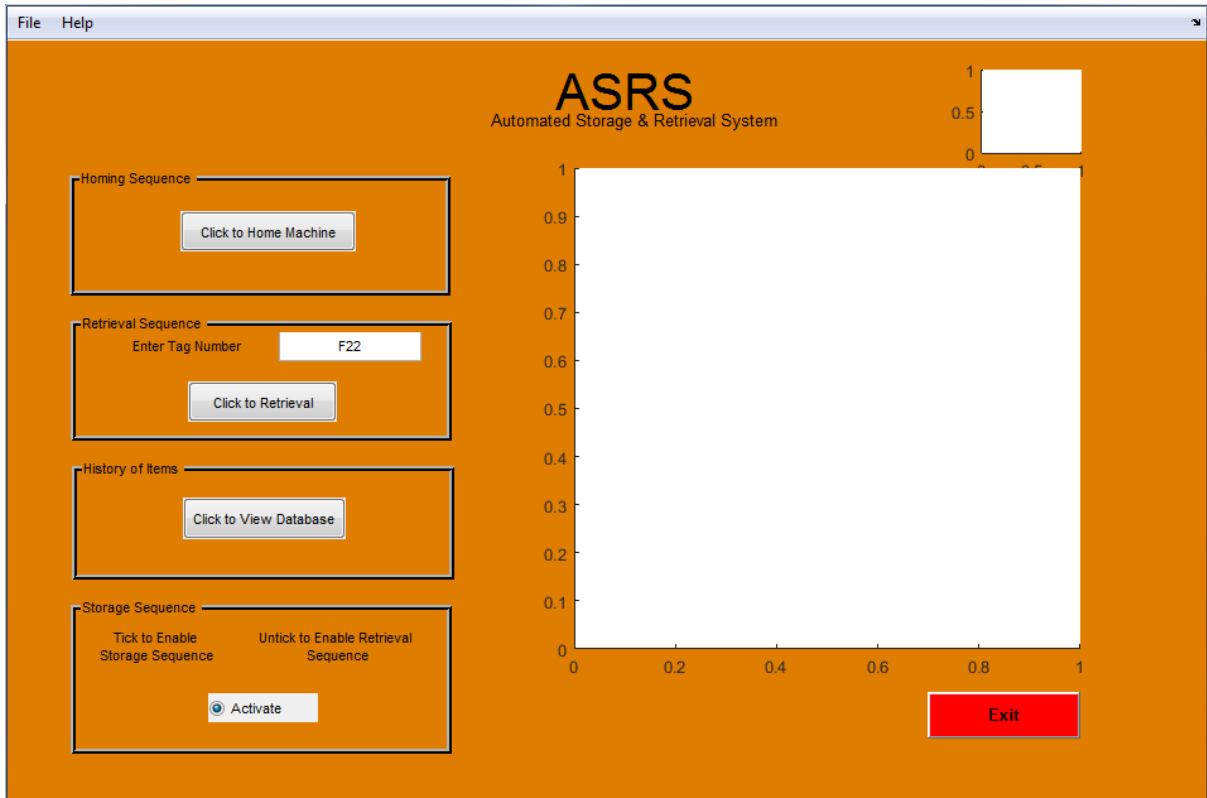 File Help
ASRS
Automated Storage & Retrieval System
1
0.5
0
0 0.5 1
Homing Sequence
Click to Home Machine
Retrieval Sequence
Enter Tag Number F22
Click to Retrieval
History of Items
Click to View Database
Storage Sequence
Tick to Enable
Storage Sequence
Untick to Enable Retrieval
Sequence
Activate
1
0.9
0.8
0.7
0.6
0.5
0.4
0.3
0.2
0.1
0
0 0.2 0.4 0.6 0.8 1
Exit